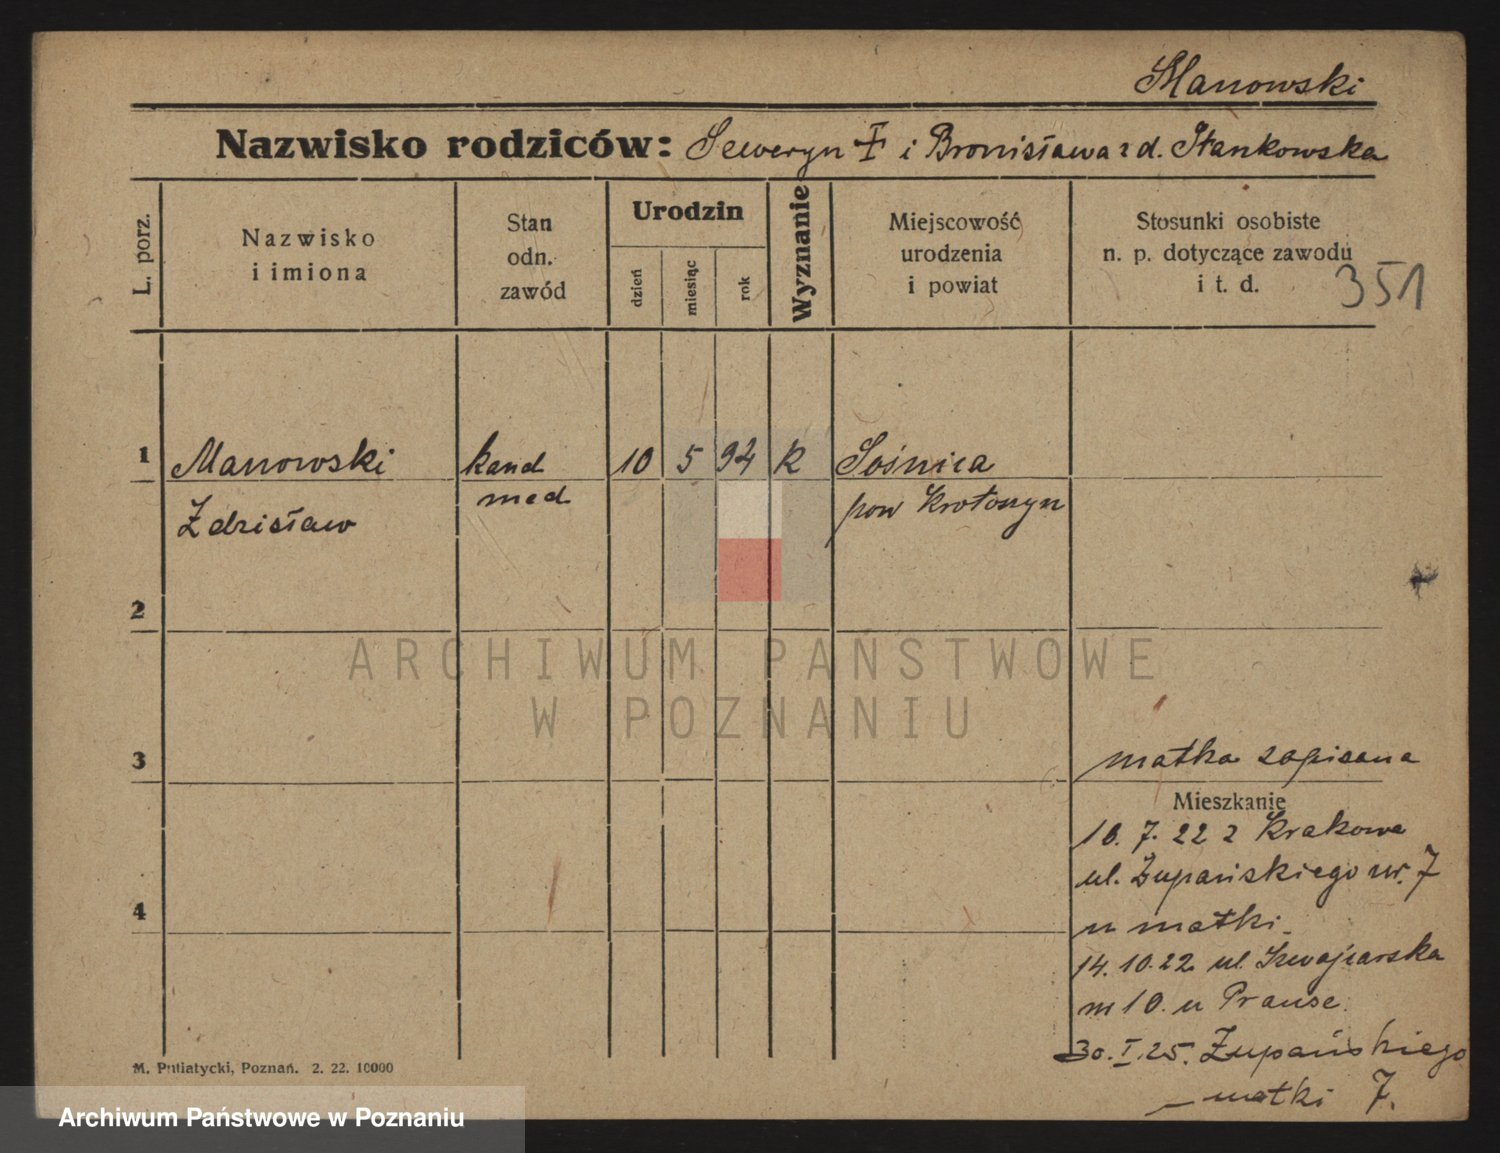 Manowski
Nazwisko rodziców: Seweryn † i Bronisława z d. Stankowska
L. porz.
Nazwisko
i imiona
Stan
odn.
zawód
Urodzin
dzień
miesiąc
rok
Wyznanie
Miejscowość
urodzenia
i powiat
Stosunki osobiste
n. p. dotyczące zawodu
i t. d.
351
1 Manowski kand 10 5 94 k Sośnica
Zdzisław med pow Krotoszyn
2
ARCHIWUM PAŃSTWOWE
W POZNANIU
3
matka zapisana
Mieszkanie
18. 7. 22 z Krakowa
ul. Żupańskiego nr. 7
u matki
4
14. 10. 22 ul. Szwajcarska
m 10. u Prause.
30. I. 25. Żupańskiego
matki 7.
M. Putiatycki, Poznań. 2. 22. 10000
Archiwum Państwowe w Poznaniu